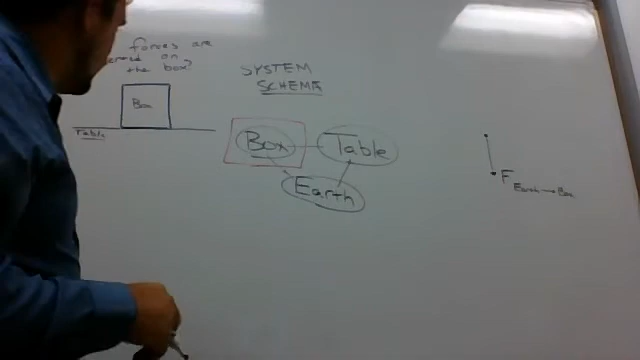 forces are
on
the box?
Box
Table
SYSTEM
SCHEMA
Box Table
Earth
F Earth → Box